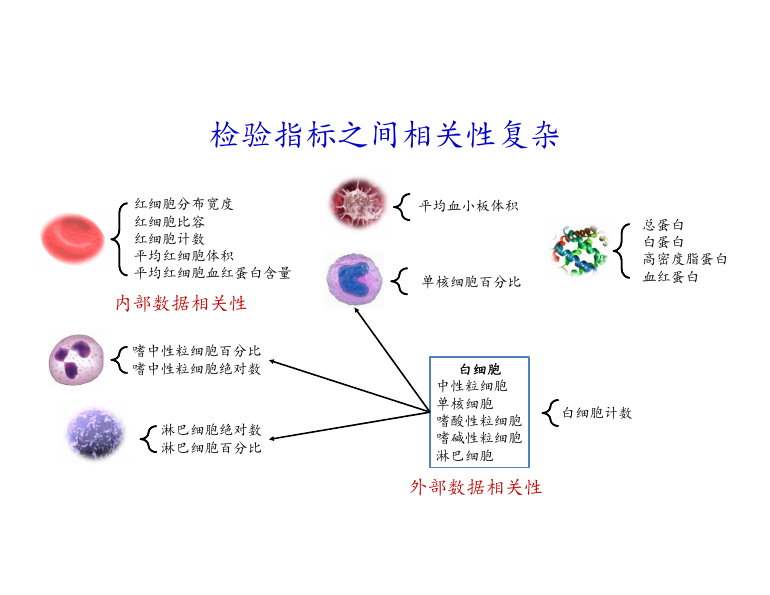 检验指标之间相关性复杂
红细胞分布宽度
红细胞比容
红细胞计数
平均红细胞体积
平均红细胞血红蛋白含量
内部数据相关性
平均血小板体积
单核细胞百分比
总蛋白
白蛋白
高密度脂蛋白
血红蛋白
嗜中性粒细胞百分比
嗜中性粒细胞绝对数
淋巴细胞绝对数
淋巴细胞百分比
白细胞
中性粒细胞
单核细胞
嗜酸性粒细胞
嗜碱性粒细胞
淋巴细胞
白细胞计数
外部数据相关性